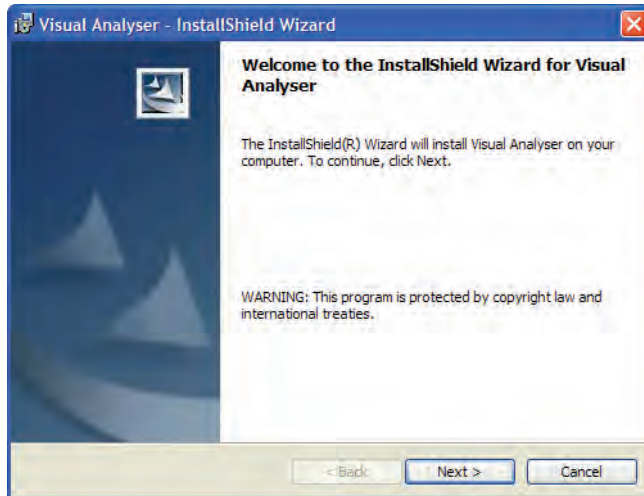 Visual Analyser - InstallShield Wizard
Welcome to the InstallShield Wizard for Visual
Analyser
The InstallShield(R) Wizard will install Visual Analyser on your
computer. To continue, click Next.
WARNING: This program is protected by copyright law and
international treaties.
< Back
Next >
Cancel